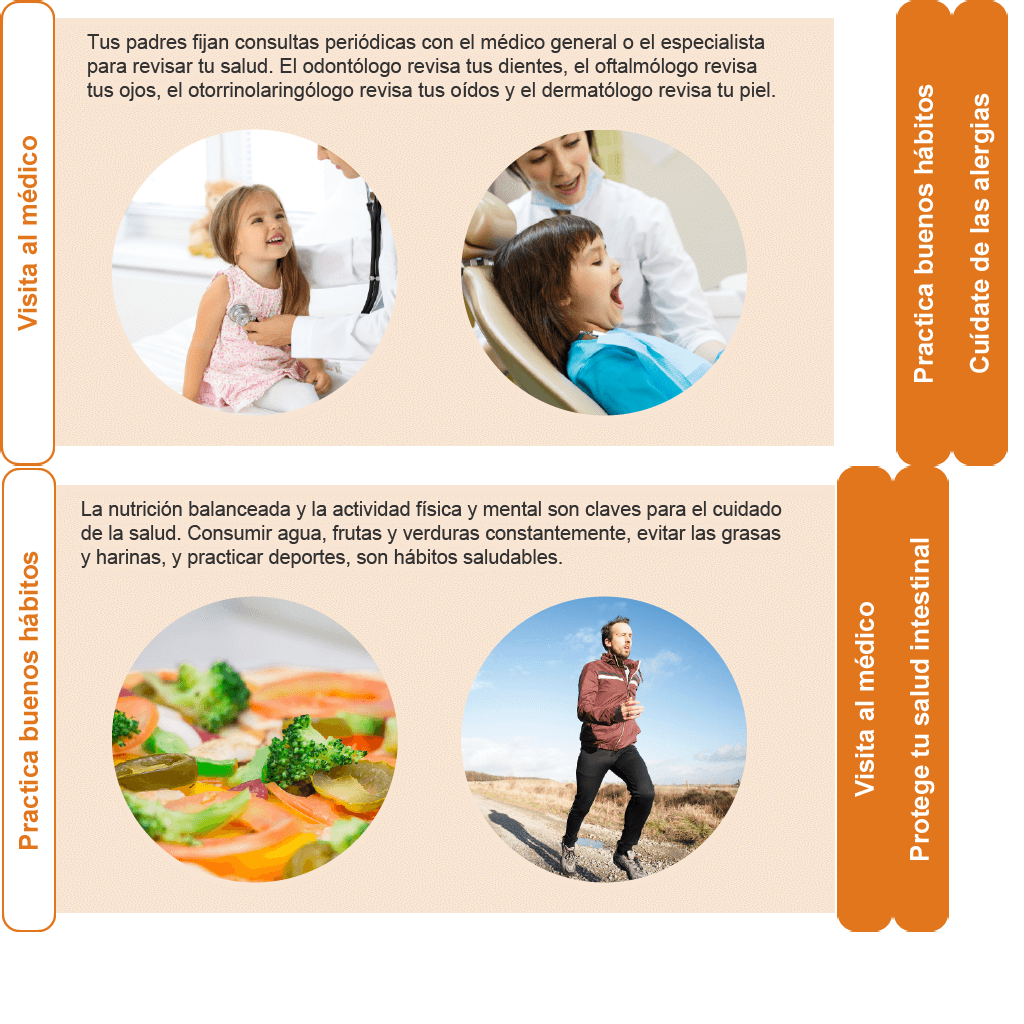 Visita al médico
Tus padres fijan consultas periódicas con el médico general o el especialista
para revisar tu salud. El odontólogo revisa tus dientes, el oftalmólogo revisa
tus ojos, el otorrinolaringólogo revisa tus oídos y el dermatólogo revisa tu piel.
Practica buenos hábitos
Cuídate de las alergias
Practica buenos hábitos
La nutrición balanceada y la actividad física y mental son claves para el cuidado
de la salud. Consumir agua, frutas y verduras constantemente, evitar las grasas
y harinas, y practicar deportes, son hábitos saludables.
Visita al médico
Protege tu salud intestinal